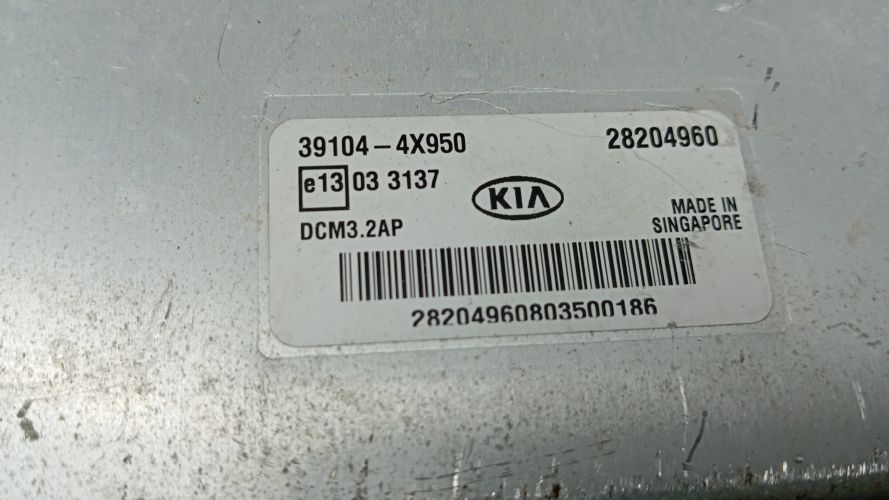 39104-4X950 28204960
e13 03 3137
KIA
DCM3.2AP
MADE IN
SINGAPORE
28204960803500186